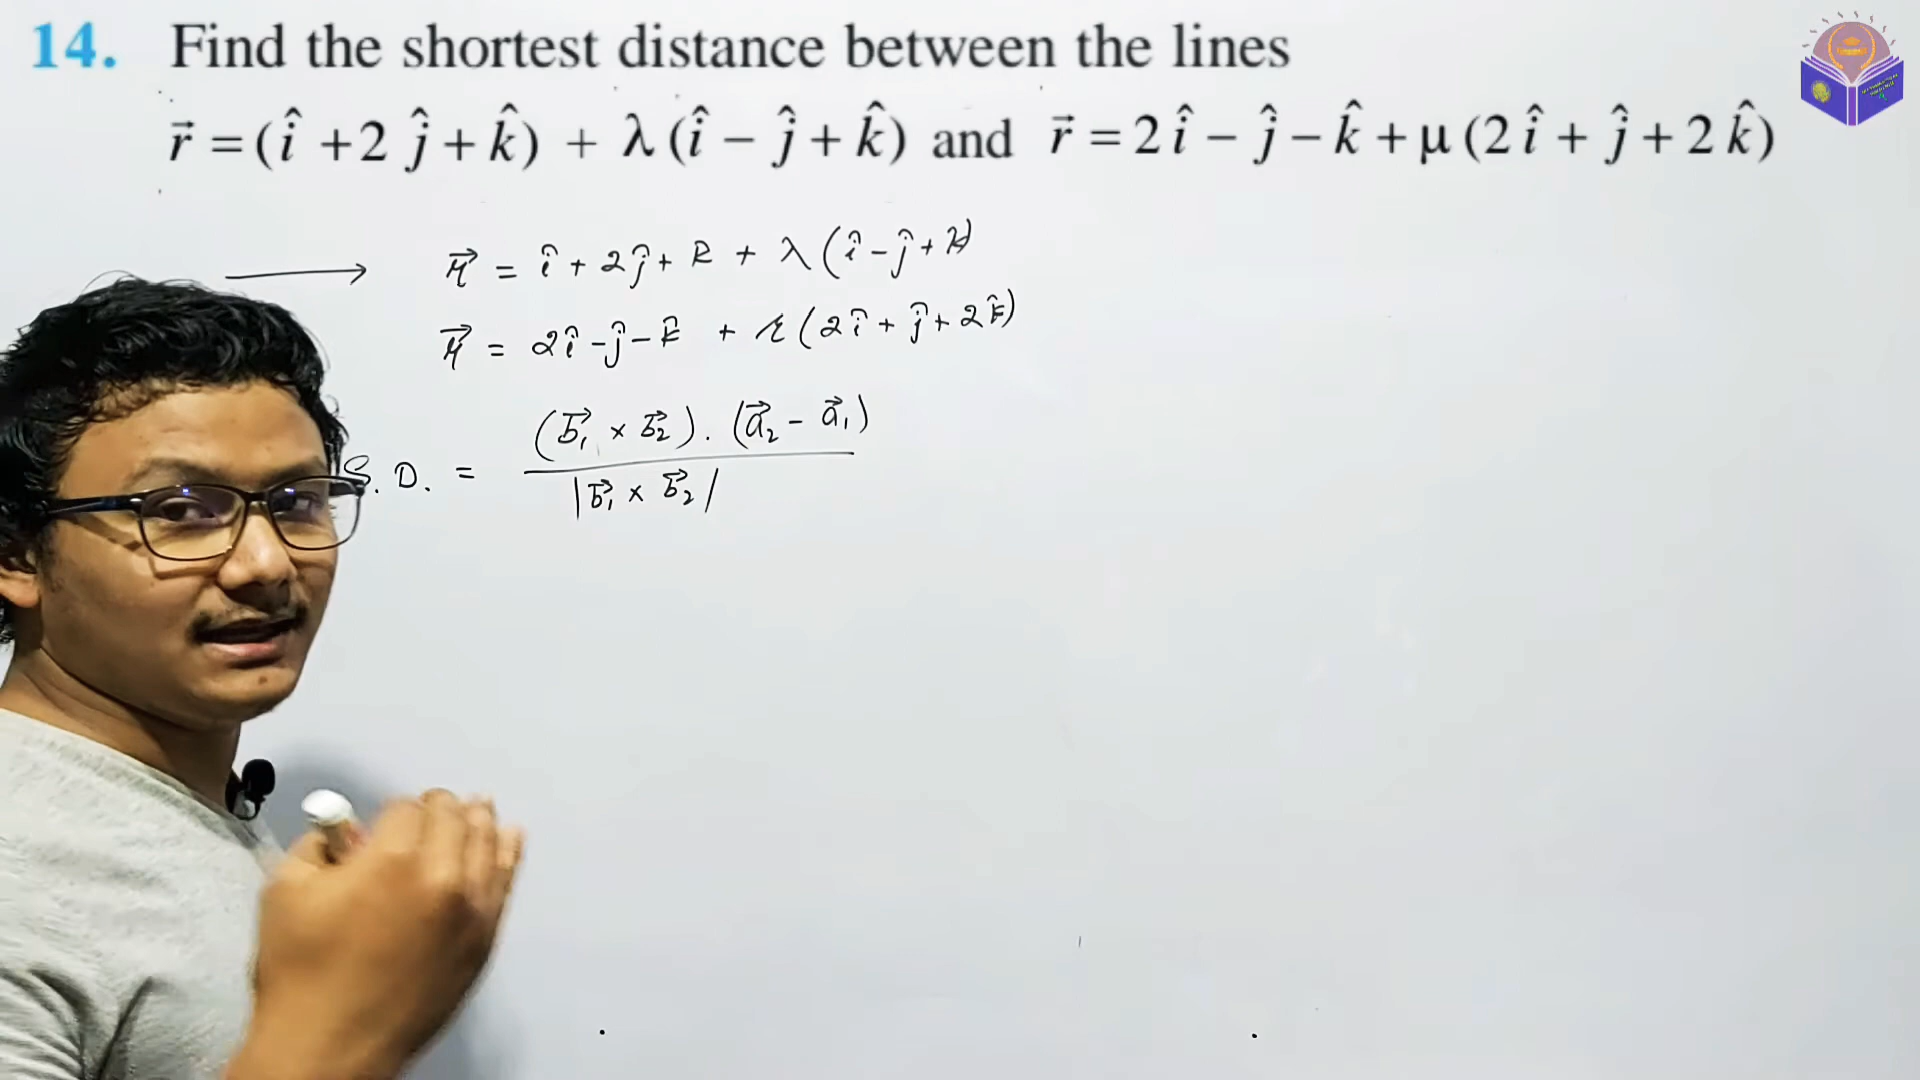 14. Find the shortest distance between the lines
r⃗ = (î + 2ĵ + k̂) + λ(î − ĵ + k̂) and r⃗ = 2î − ĵ − k̂ + μ(2î + ĵ + 2k̂)
r⃗ = î + 2ĵ + k + λ(î − ĵ + k)
r⃗ = 2î − ĵ − k̂ + μ(2î + ĵ + 2k̂)
(b⃗₁ × b⃗₂) . (a⃗₂ − a⃗₁)
S.D. =
|b⃗₁ × b⃗₂|